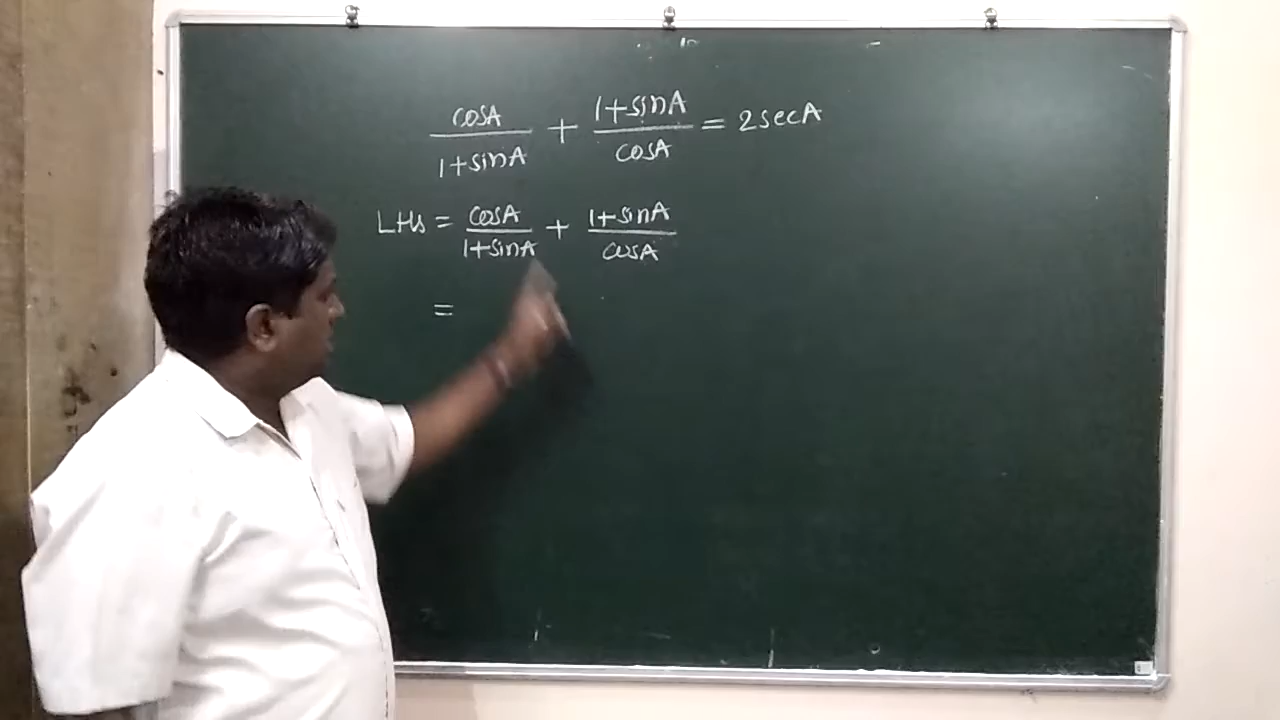 cosA/1+sinA + 1+sinA/cosA = 2secA
LHS = cosA/1+sinA + 1+sinA/cosA
=